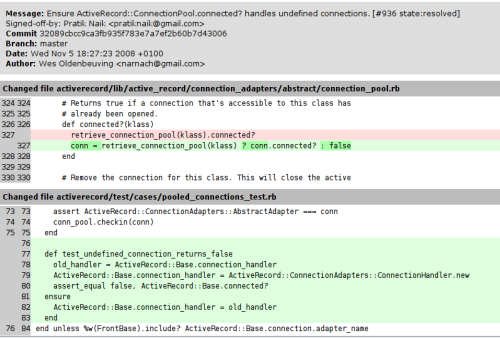 Message: Ensure ActiveRecord::ConnectionPool.connected? handles undefined connections. [#936 state:resolved]
Signed-off-by: Pratik Naik <pratiknaik@gmail.com>
Commit 32089cbcc9ca3fb935f783e7a7ef2b60b7d43006
Branch: master
Date: Wed Nov 5 18:27:23 2008 +0100
Author: Wes Oldenbeuving <narnach@gmail.com>
Changed file activerecord/lib/active_record/connection_adapters/abstract/connection_pool.rb
324 324 # Returns true if a connection that's accessible to this class has
325 325 # already been opened.
326 326 def connected?(klass)
327 retrieve_connection_pool(klass).connected?
327 conn = retrieve_connection_pool(klass) ? conn.connected? : false
328 328 end
329 329
330 330 # Remove the connection for this class. This will close the active
Changed file activerecord/test/cases/pooled_connections_test.rb
73 73 assert ActiveRecord::ConnectionAdapters::AbstractAdapter === conn
74 74 conn_pool.checkin(conn)
75 75 end
76
77 def test_undefined_connection_returns_false
78 old_handler = ActiveRecord::Base.connection_handler
79 ActiveRecord::Base.connection_handler = ActiveRecord::ConnectionAdapters::ConnectionHandler.new
80 assert_equal false, ActiveRecord::Base.connected?
81 ensure
82 ActiveRecord::Base.connection_handler = old_handler
83 end
76 84 end unless %w(FrontBase).include? ActiveRecord::Base.connection.adapter_name